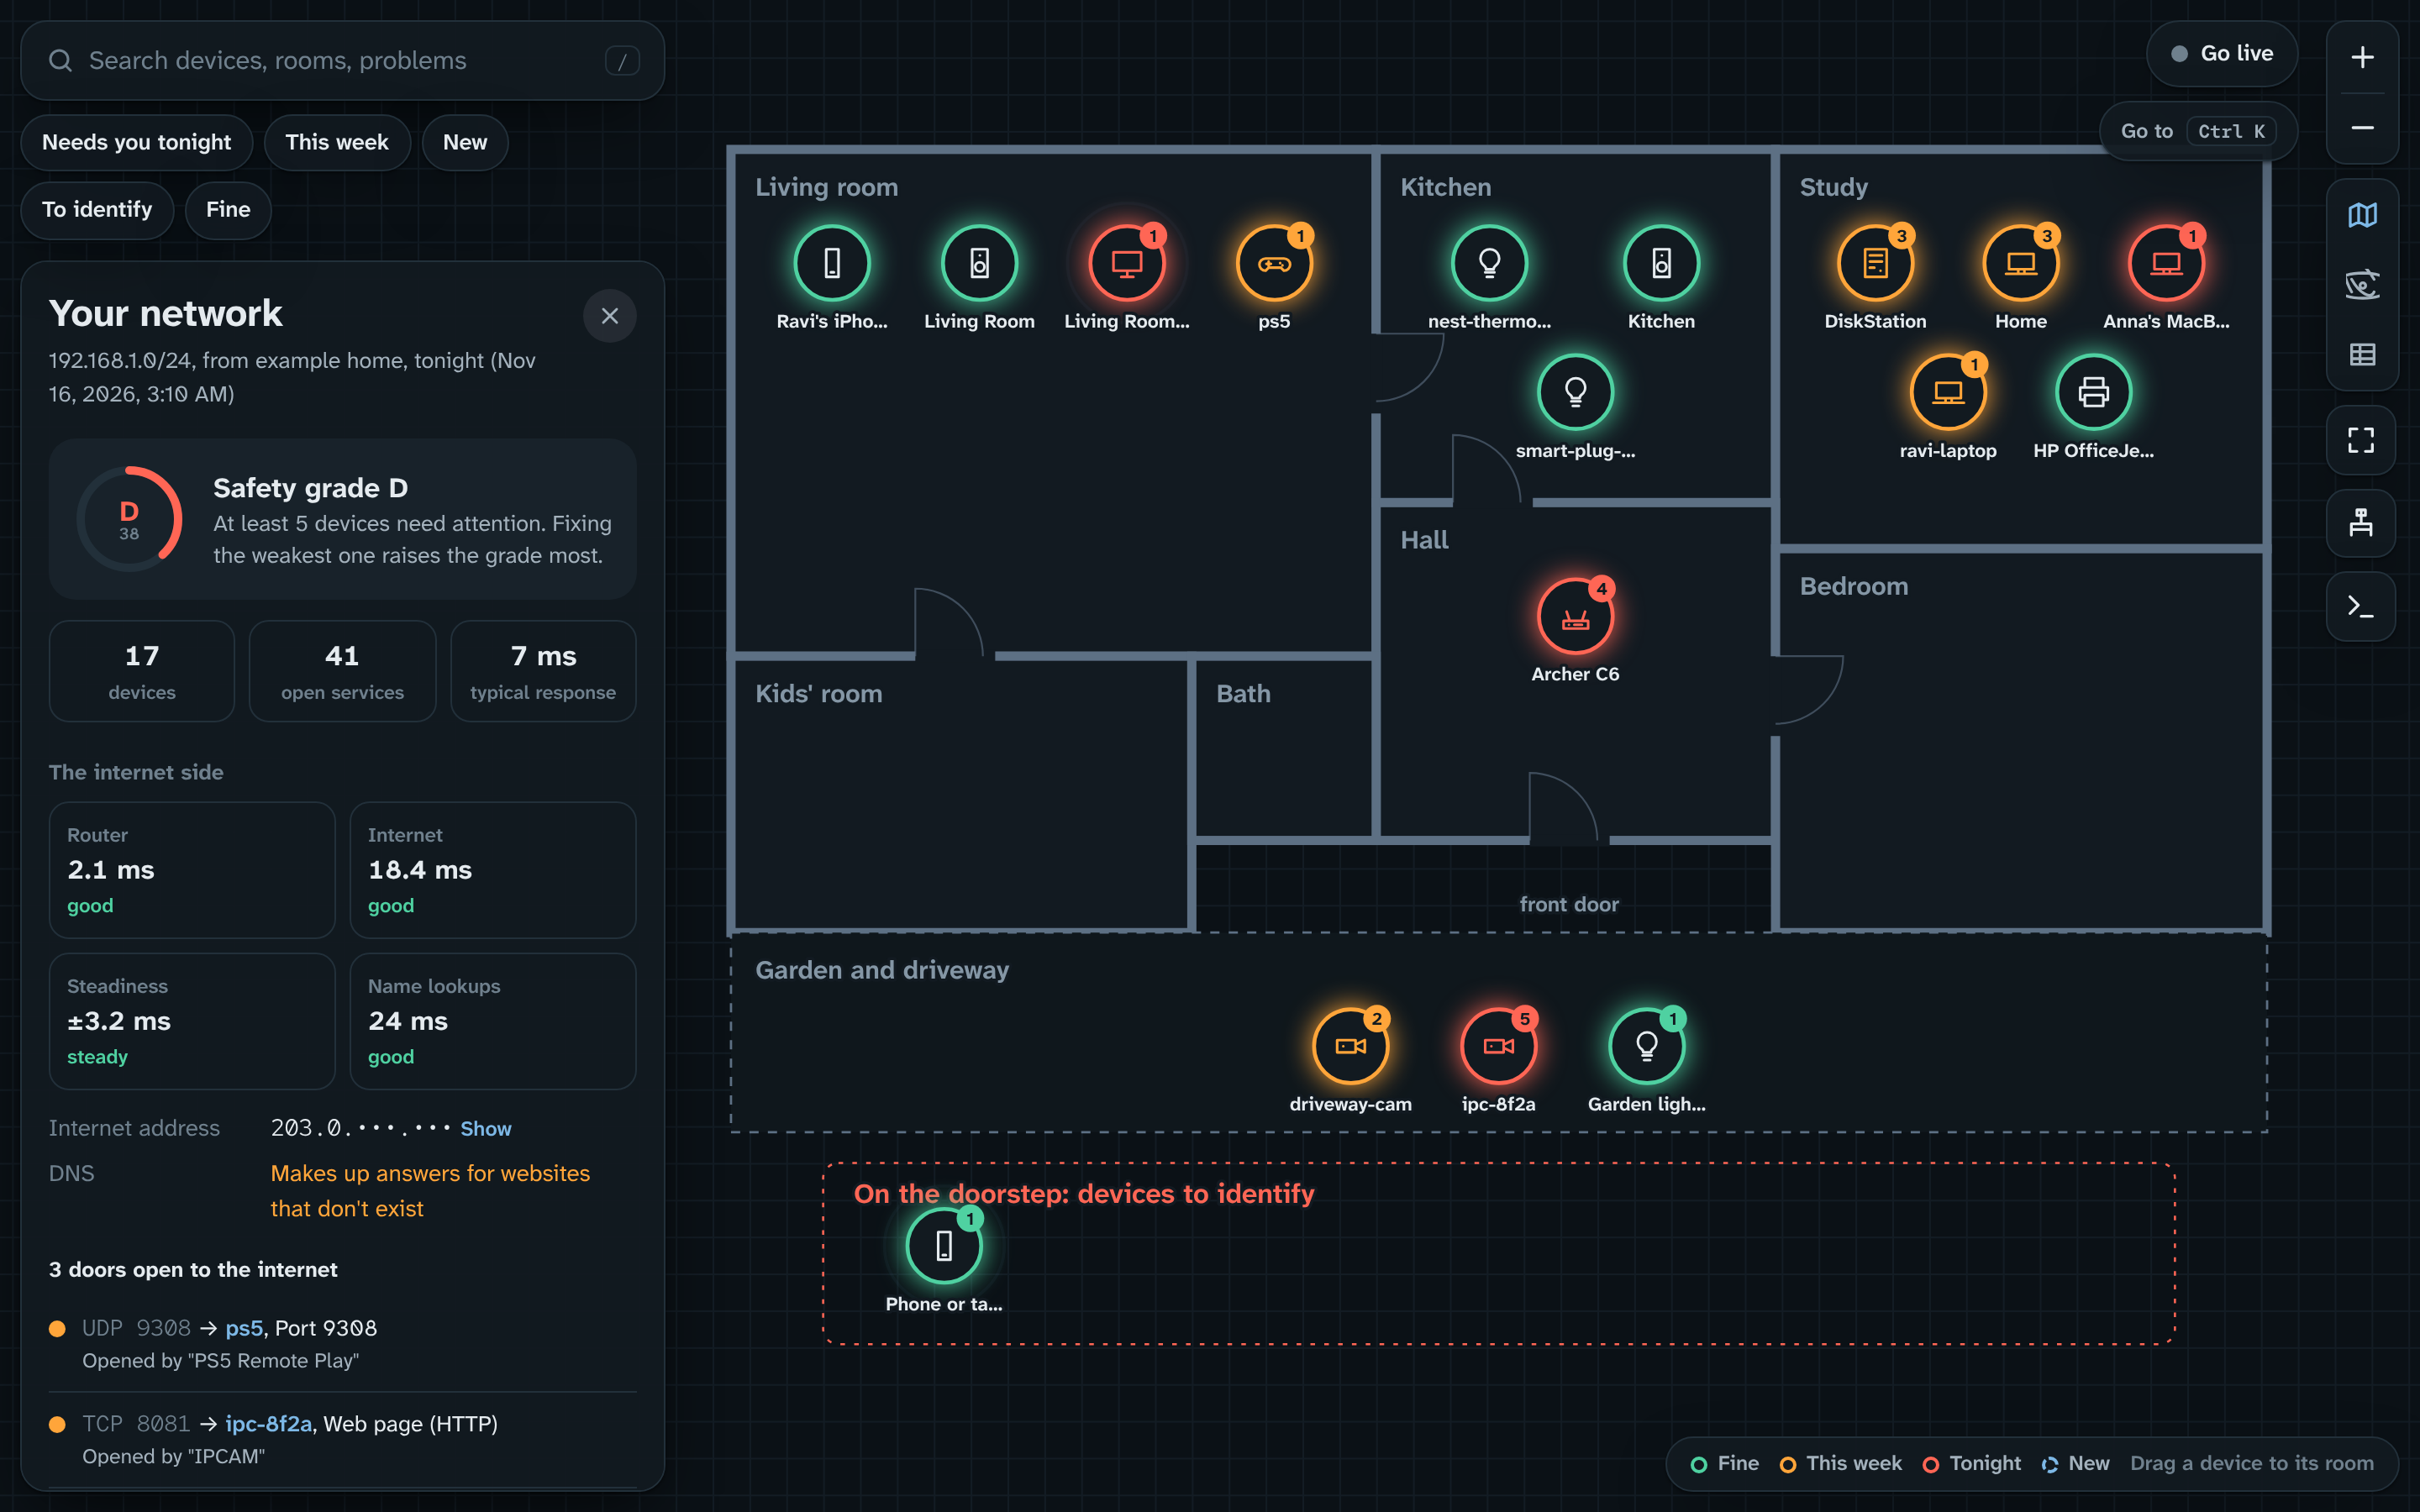 Search devices, rooms, problems
/
Needs you tonight
This week
New
To identify
Fine
Your network
192.168.1.0/24, from example home, tonight (Nov
16, 2026, 3:10 AM)
D
38
Safety grade D
At least 5 devices need attention. Fixing
the weakest one raises the grade most.
17
devices
41
open services
7 ms
typical response
The internet side
Router
2.1 ms
good
Internet
18.4 ms
good
Steadiness
±3.2 ms
steady
Name lookups
24 ms
good
Internet address
203.0.•••.••• Show
DNS
Makes up answers for websites
that don't exist
3 doors open to the internet
UDP 9308 → ps5, Port 9308
Opened by "PS5 Remote Play"
TCP 8081 → ipc-8f2a, Web page (HTTP)
Opened by "IPCAM"
Go live
Go to Ctrl K
Living room
Ravi's iPho...
Living Room
1
Living Room...
1
ps5
Kitchen
nest-thermo...
Kitchen
smart-plug-...
Study
3
DiskStation
3
Home
1
Anna's MacB...
1
ravi-laptop
HP OfficeJe...
Hall
4
Archer C6
Bedroom
Kids' room
Bath
front door
Garden and driveway
2
driveway-cam
5
ipc-8f2a
1
Garden ligh...
On the doorstep: devices to identify
1
Phone or ta...
Fine
This week
Tonight
New
Drag a device to its room